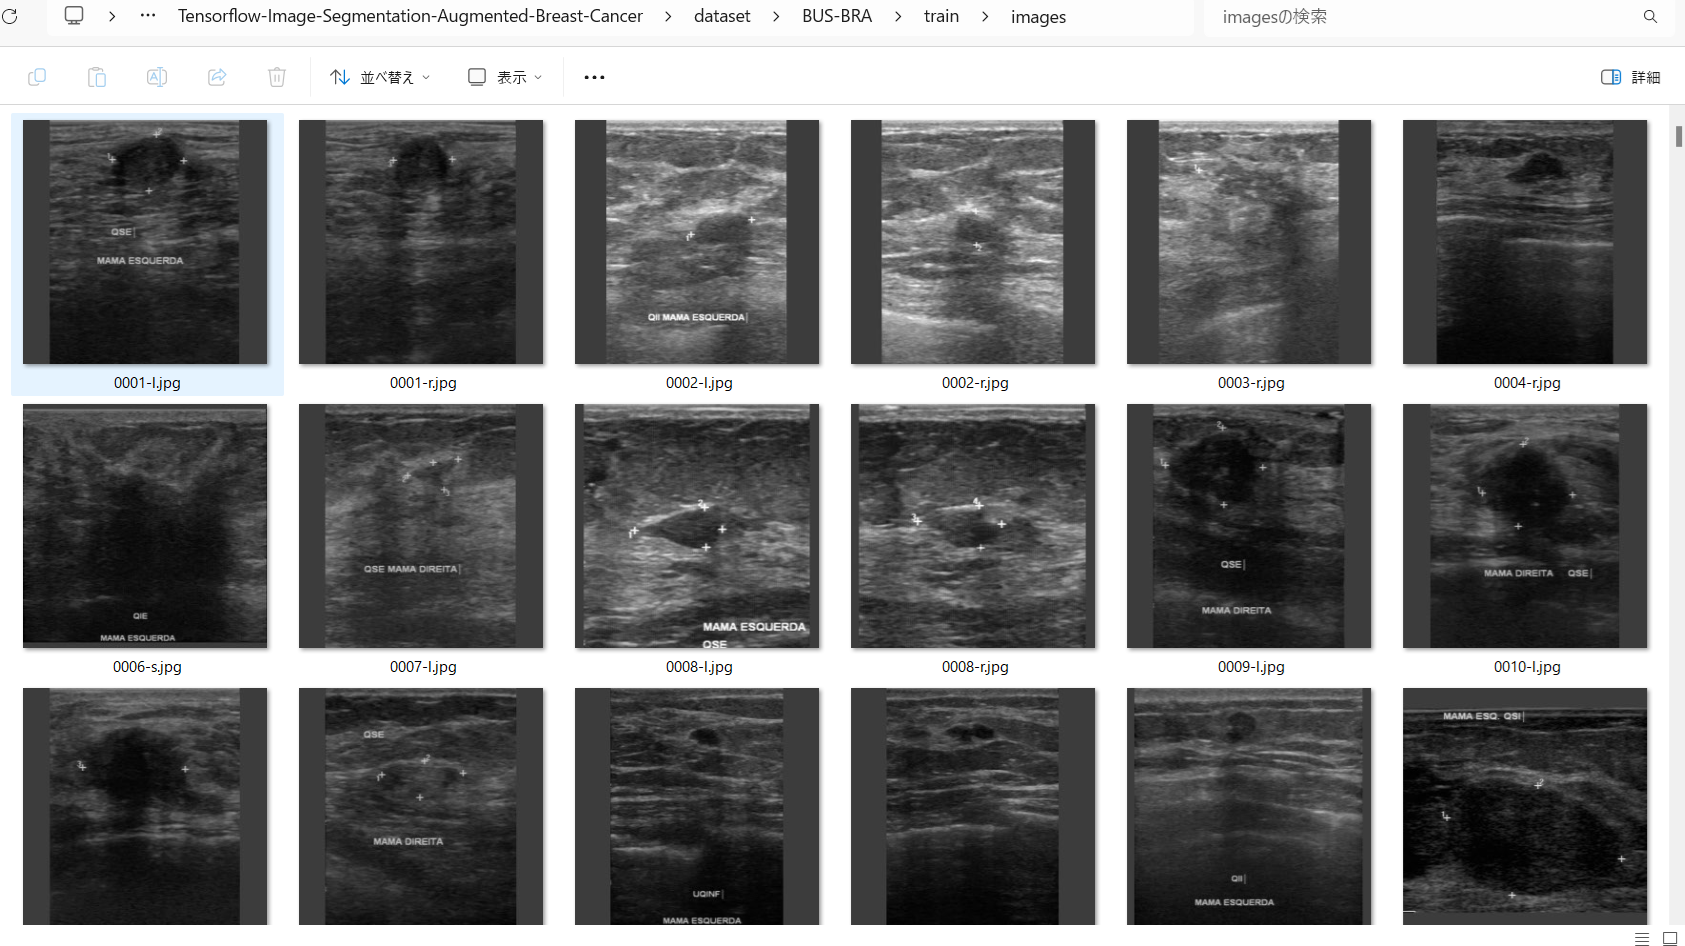 Tensorflow-Image-Segmentation-Augmented-Breast-Cancer > dataset > BUS-BRA > train > images
imagesの検索
並べ替え
表示
詳細
QSE
MAMA ESQUERDA
QII MAMA ESQUERDA
0001-l.jpg
0001-r.jpg
0002-l.jpg
0002-r.jpg
0003-r.jpg
0004-r.jpg
QIE
MAMA ESQUERDA
QSE MAMA DIREITA
MAMA ESQUERDA
QSE
QSE
MAMA DIREITA
MAMA DIREITA QSE
0006-s.jpg
0007-l.jpg
0008-l.jpg
0008-r.jpg
0009-l.jpg
0010-l.jpg
QSE
MAMA DIREITA
UQINF
MAMA ESQUERDA
QII
MAMA ESQUERDA
MAMA ESQ. QSI